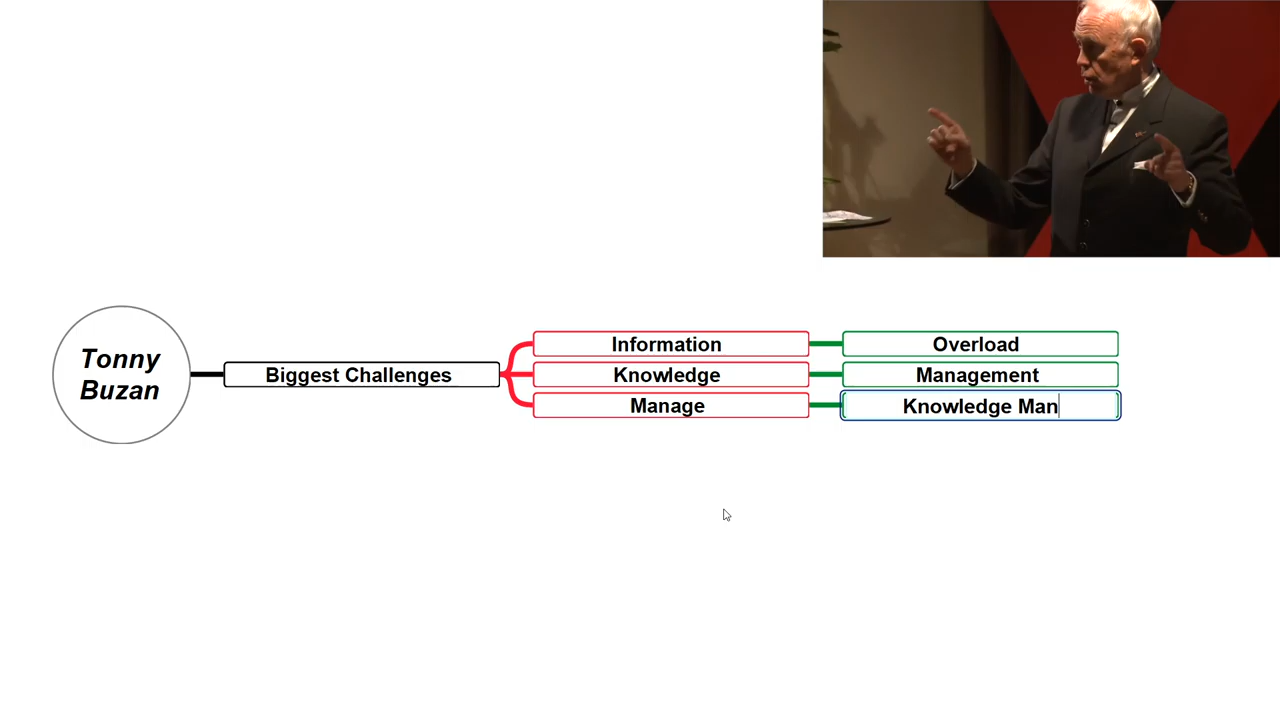 Tonny
Buzan
Biggest Challenges
Information
Overload
Knowledge
Management
Manage
Knowledge Man